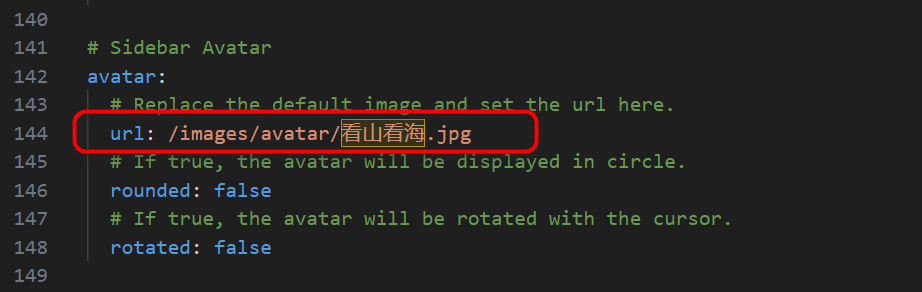 140
141 # Sidebar Avatar
142 avatar:
143 # Replace the default image and set the url here.
144 url: /images/avatar/看山看海.jpg
145 # If true, the avatar will be displayed in circle.
146 rounded: false
147 # If true, the avatar will be rotated with the cursor.
148 rotated: false
149